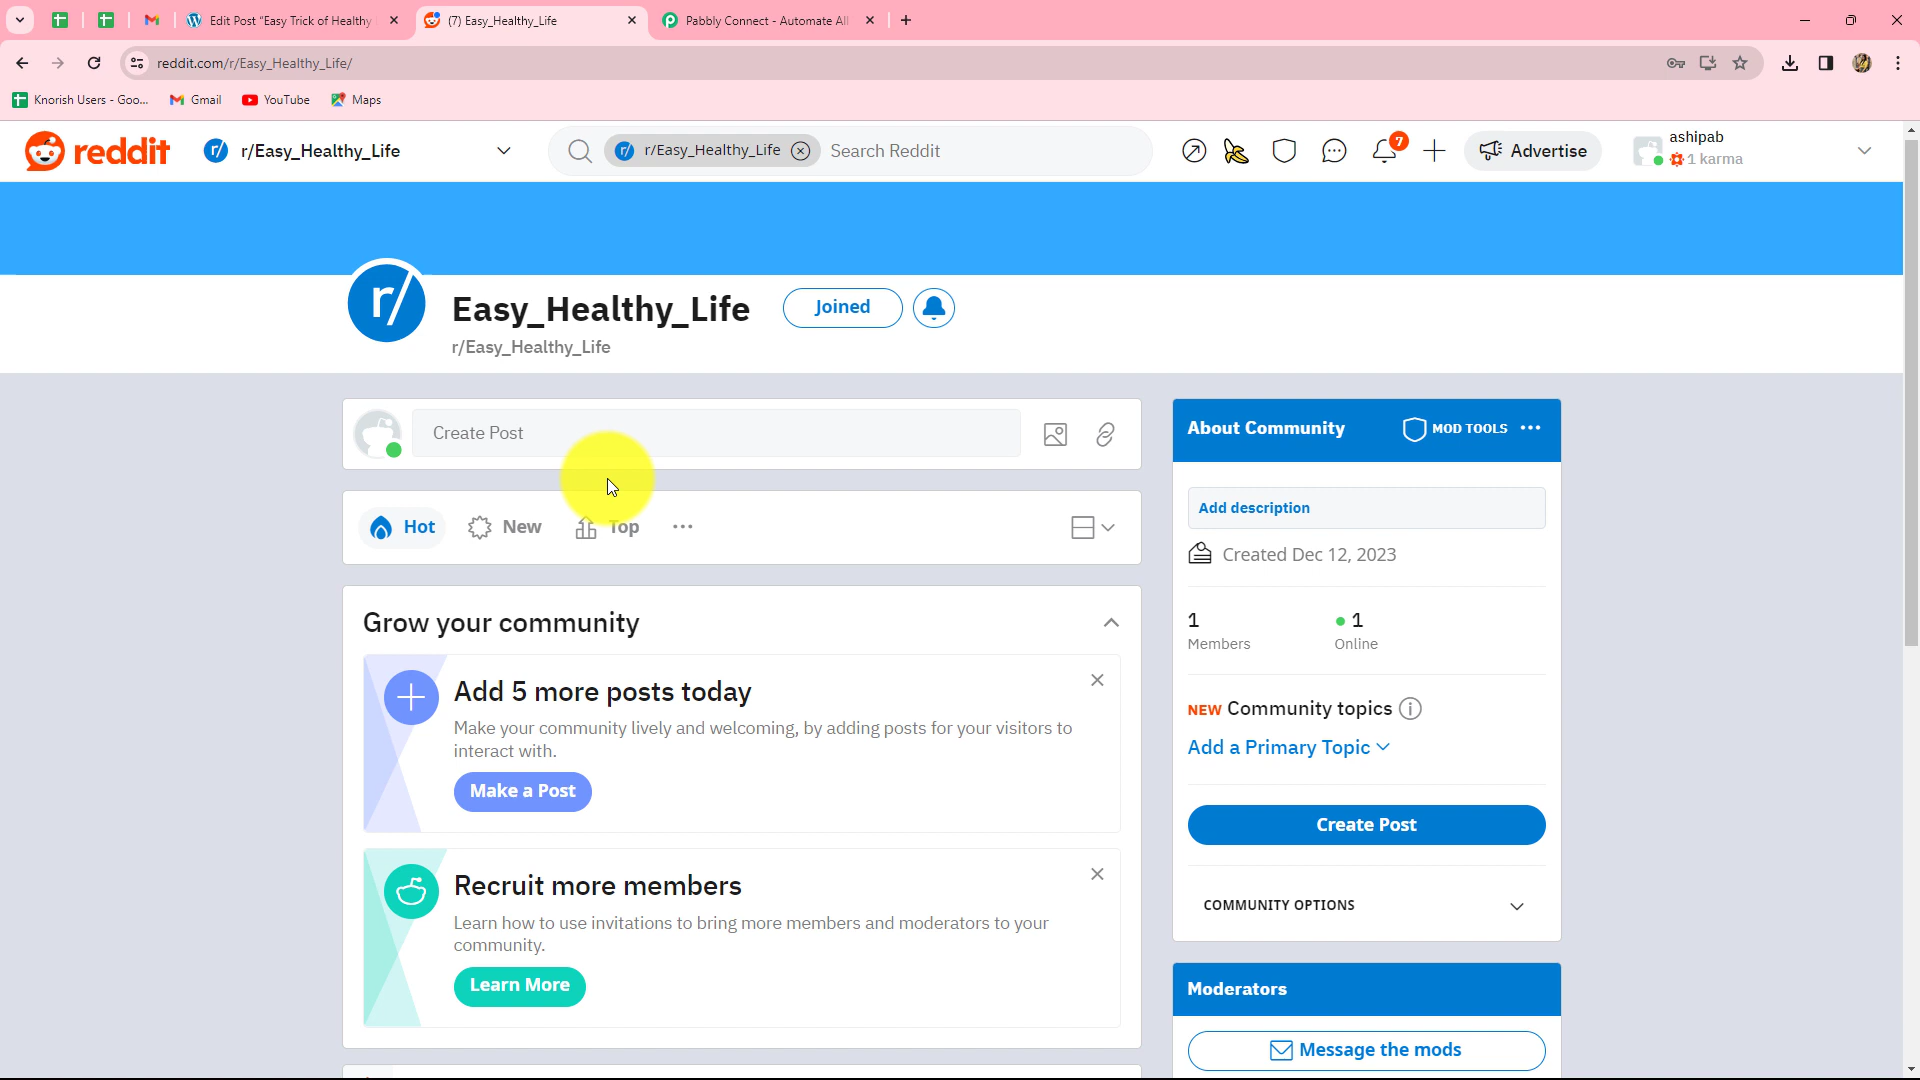 Edit Post "Easy Trick of Healthy
(7) Easy_Healthy_Life
Pabbly Connect - Automate All
reddit.com/r/Easy_Healthy_Life/
Knorish Users - Goo...
Gmail
YouTube
Maps
reddit
r/Easy_Healthy_Life
r/Easy_Healthy_Life
Search Reddit
7
Advertise
ashipab
1 karma
r/
Easy_Healthy_Life
Joined
r/Easy_Healthy_Life
Create Post
Hot
New
Top
Grow your community
Add 5 more posts today
Make your community lively and welcoming, by adding posts for your visitors to
interact with.
Make a Post
Recruit more members
Learn how to use invitations to bring more members and moderators to your
community.
Learn More
About Community
MOD TOOLS
Add description
Created Dec 12, 2023
1
Members
1
Online
NEW Community topics
Add a Primary Topic
Create Post
COMMUNITY OPTIONS
Moderators
Message the mods